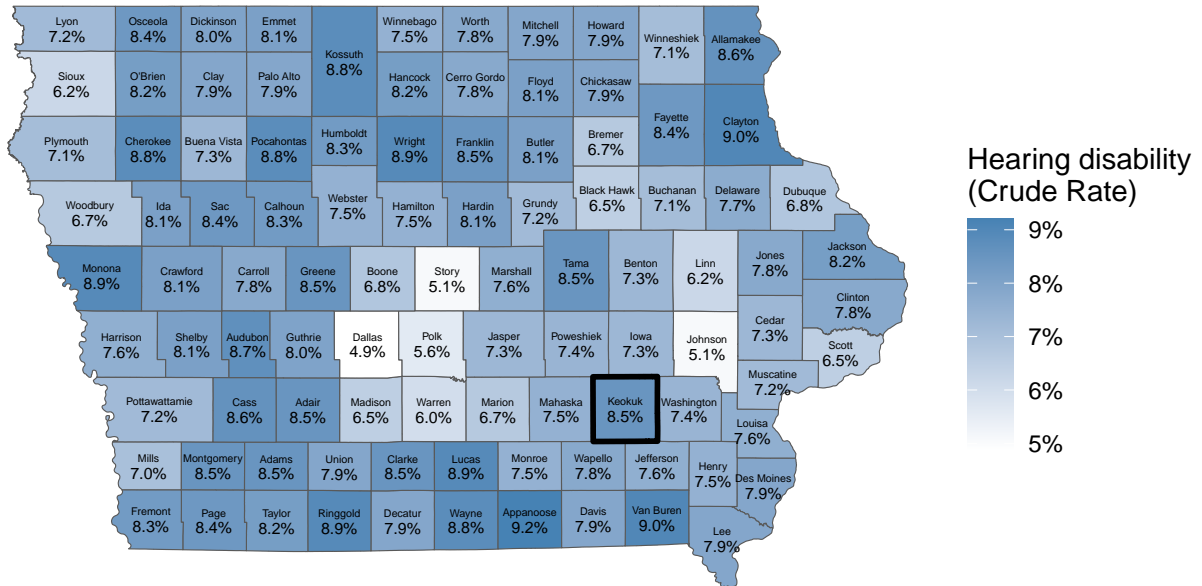 Lyon
7.2%
Osceola
8.4%
Dickinson
8.0%
Emmet
8.1%
Kossuth
8.8%
Winnebago
7.5%
Worth
7.8%
Mitchell
7.9%
Howard
7.9%
Winneshiek
7.1%
Allamakee
8.6%
Sioux
6.2%
O'Brien
8.2%
Clay
7.9%
Palo Alto
7.9%
Hancock
8.2%
Cerro Gordo
7.8%
Floyd
8.1%
Chickasaw
7.9%
Fayette
8.4%
Clayton
9.0%
Plymouth
7.1%
Cherokee
8.8%
Buena Vista
7.3%
Pocahontas
8.8%
Humboldt
8.3%
Wright
8.9%
Franklin
8.5%
Butler
8.1%
Bremer
6.7%
Hearing disability
(Crude Rate)
9%
8%
7%
6%
5%
Woodbury
6.7%
Ida
8.1%
Sac
8.4%
Calhoun
8.3%
Webster
7.5%
Hamilton
7.5%
Hardin
8.1%
Grundy
7.2%
Black Hawk
6.5%
Buchanan
7.1%
Delaware
7.7%
Dubuque
6.8%
Monona
8.9%
Crawford
8.1%
Carroll
7.8%
Greene
8.5%
Boone
6.8%
Story
5.1%
Marshall
7.6%
Tama
8.5%
Benton
7.3%
Linn
6.2%
Jones
7.8%
Jackson
8.2%
Clinton
7.8%
Harrison
7.6%
Shelby
8.1%
Audubon
8.7%
Guthrie
8.0%
Dallas
4.9%
Polk
5.6%
Jasper
7.3%
Poweshiek
7.4%
Iowa
7.3%
Johnson
5.1%
Cedar
7.3%
Scott
6.5%
Muscatine
7.2%
Pottawattamie
7.2%
Cass
8.6%
Adair
8.5%
Madison
6.5%
Warren
6.0%
Marion
6.7%
Mahaska
7.5%
Keokuk
8.5%
Washington
7.4%
Louisa
7.6%
Mills
7.0%
Montgomery
8.5%
Adams
8.5%
Union
7.9%
Clarke
8.5%
Lucas
8.9%
Monroe
7.5%
Wapello
7.8%
Jefferson
7.6%
Henry
7.5%
Des Moines
7.9%
Fremont
8.3%
Page
8.4%
Taylor
8.2%
Ringgold
8.9%
Decatur
7.9%
Wayne
8.8%
Appanoose
9.2%
Davis
7.9%
Van Buren
9.0%
Lee
7.9%